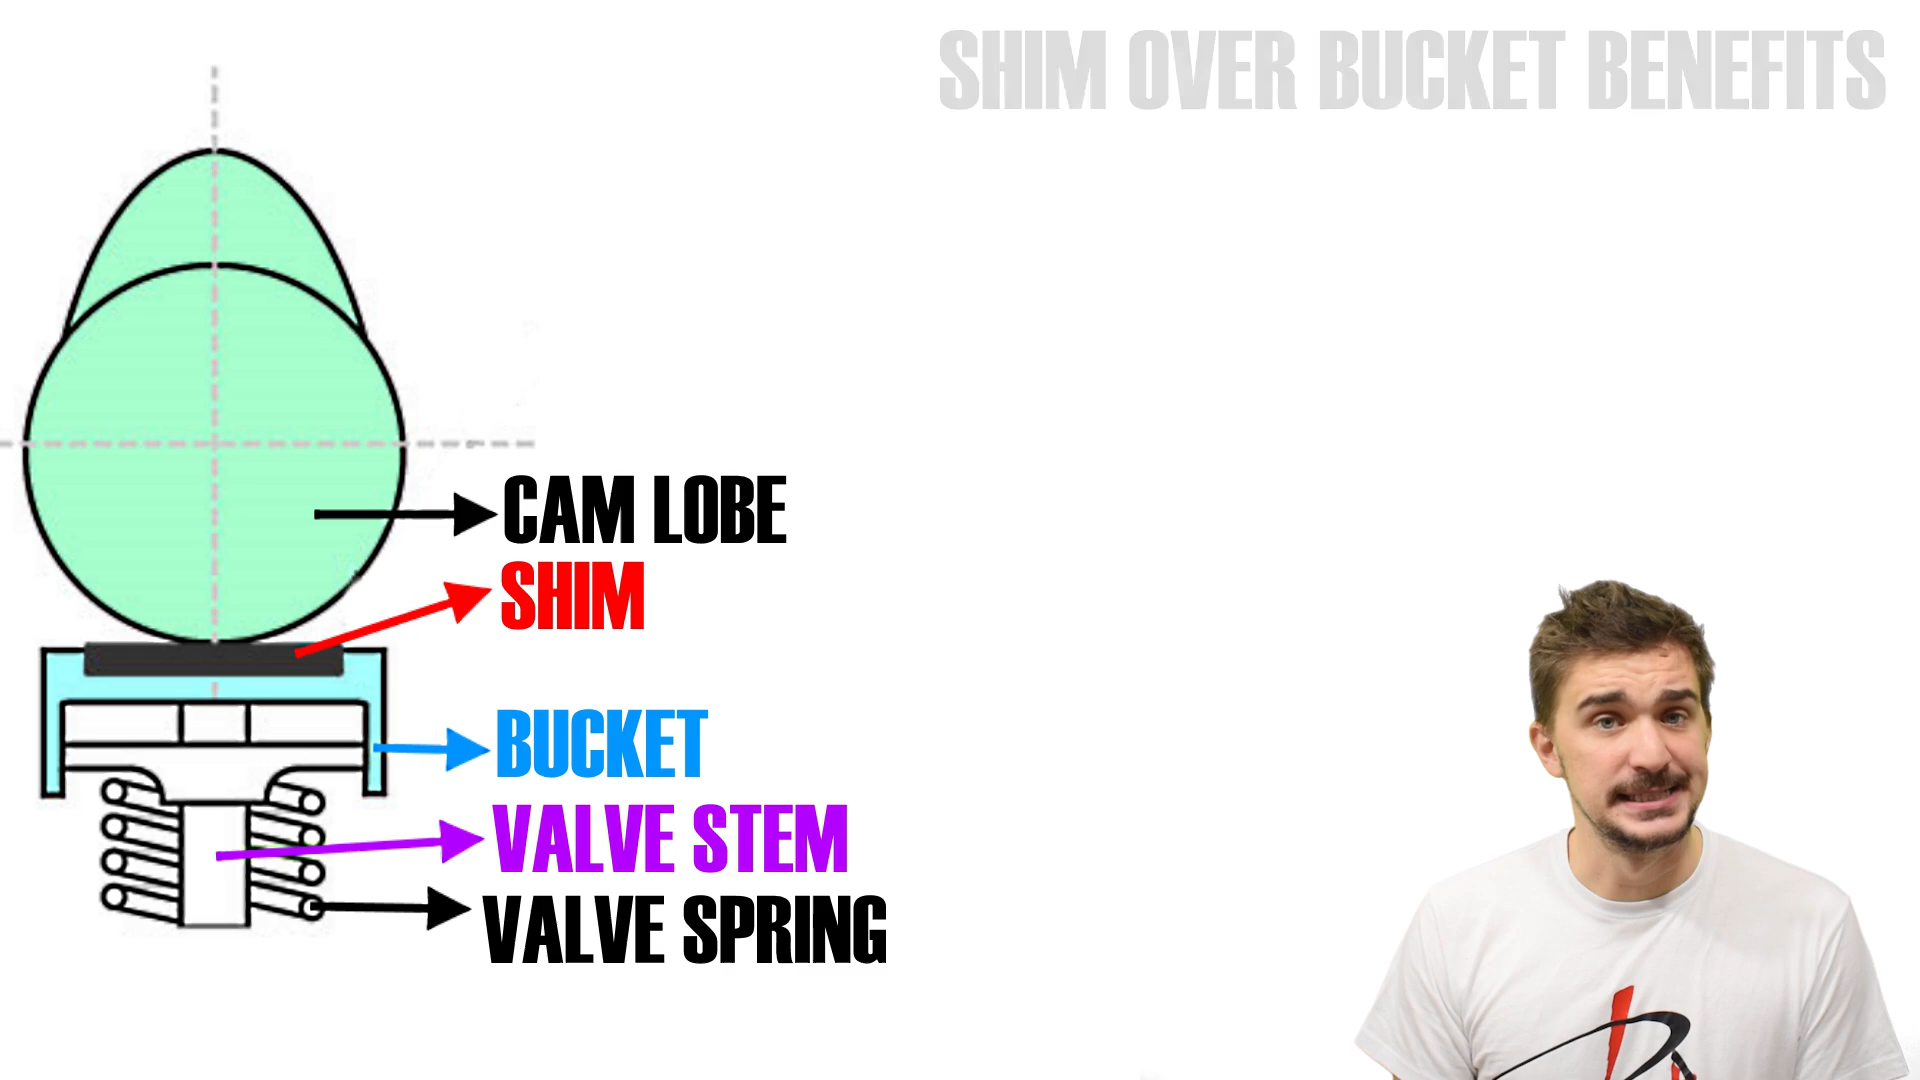 SHIM OVER BUCKET BENEFITS
CAM LOBE
SHIM
BUCKET
VALVE STEM
VALVE SPRING